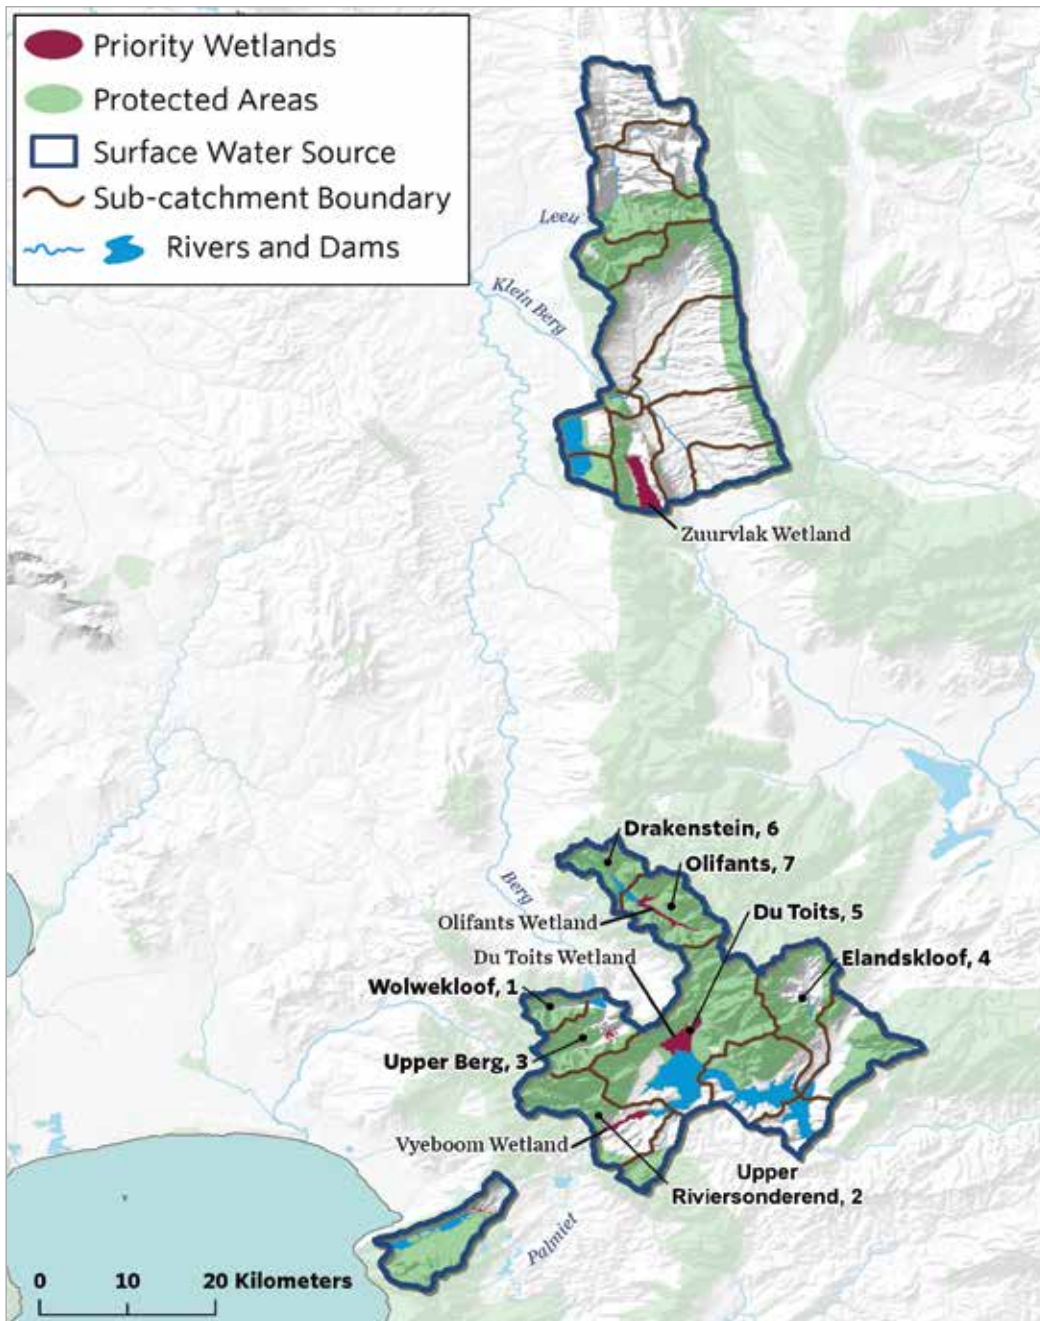 Priority Wetlands
Protected Areas
Surface Water Source
Sub-catchment Boundary
Rivers and Dams
Leeu
Klein Berg
Zuurvlak Wetland
Drakenstein, 6
Olifants, 7
Berg
Olifants Wetland
Du Toits, 5
Du Toits Wetland
Elandskloof, 4
Wolwekloof, 1
Upper Berg, 3
Vyeboom Wetland
Upper
Riviersonderend, 2
Palmiet
0 10 20 Kilometers